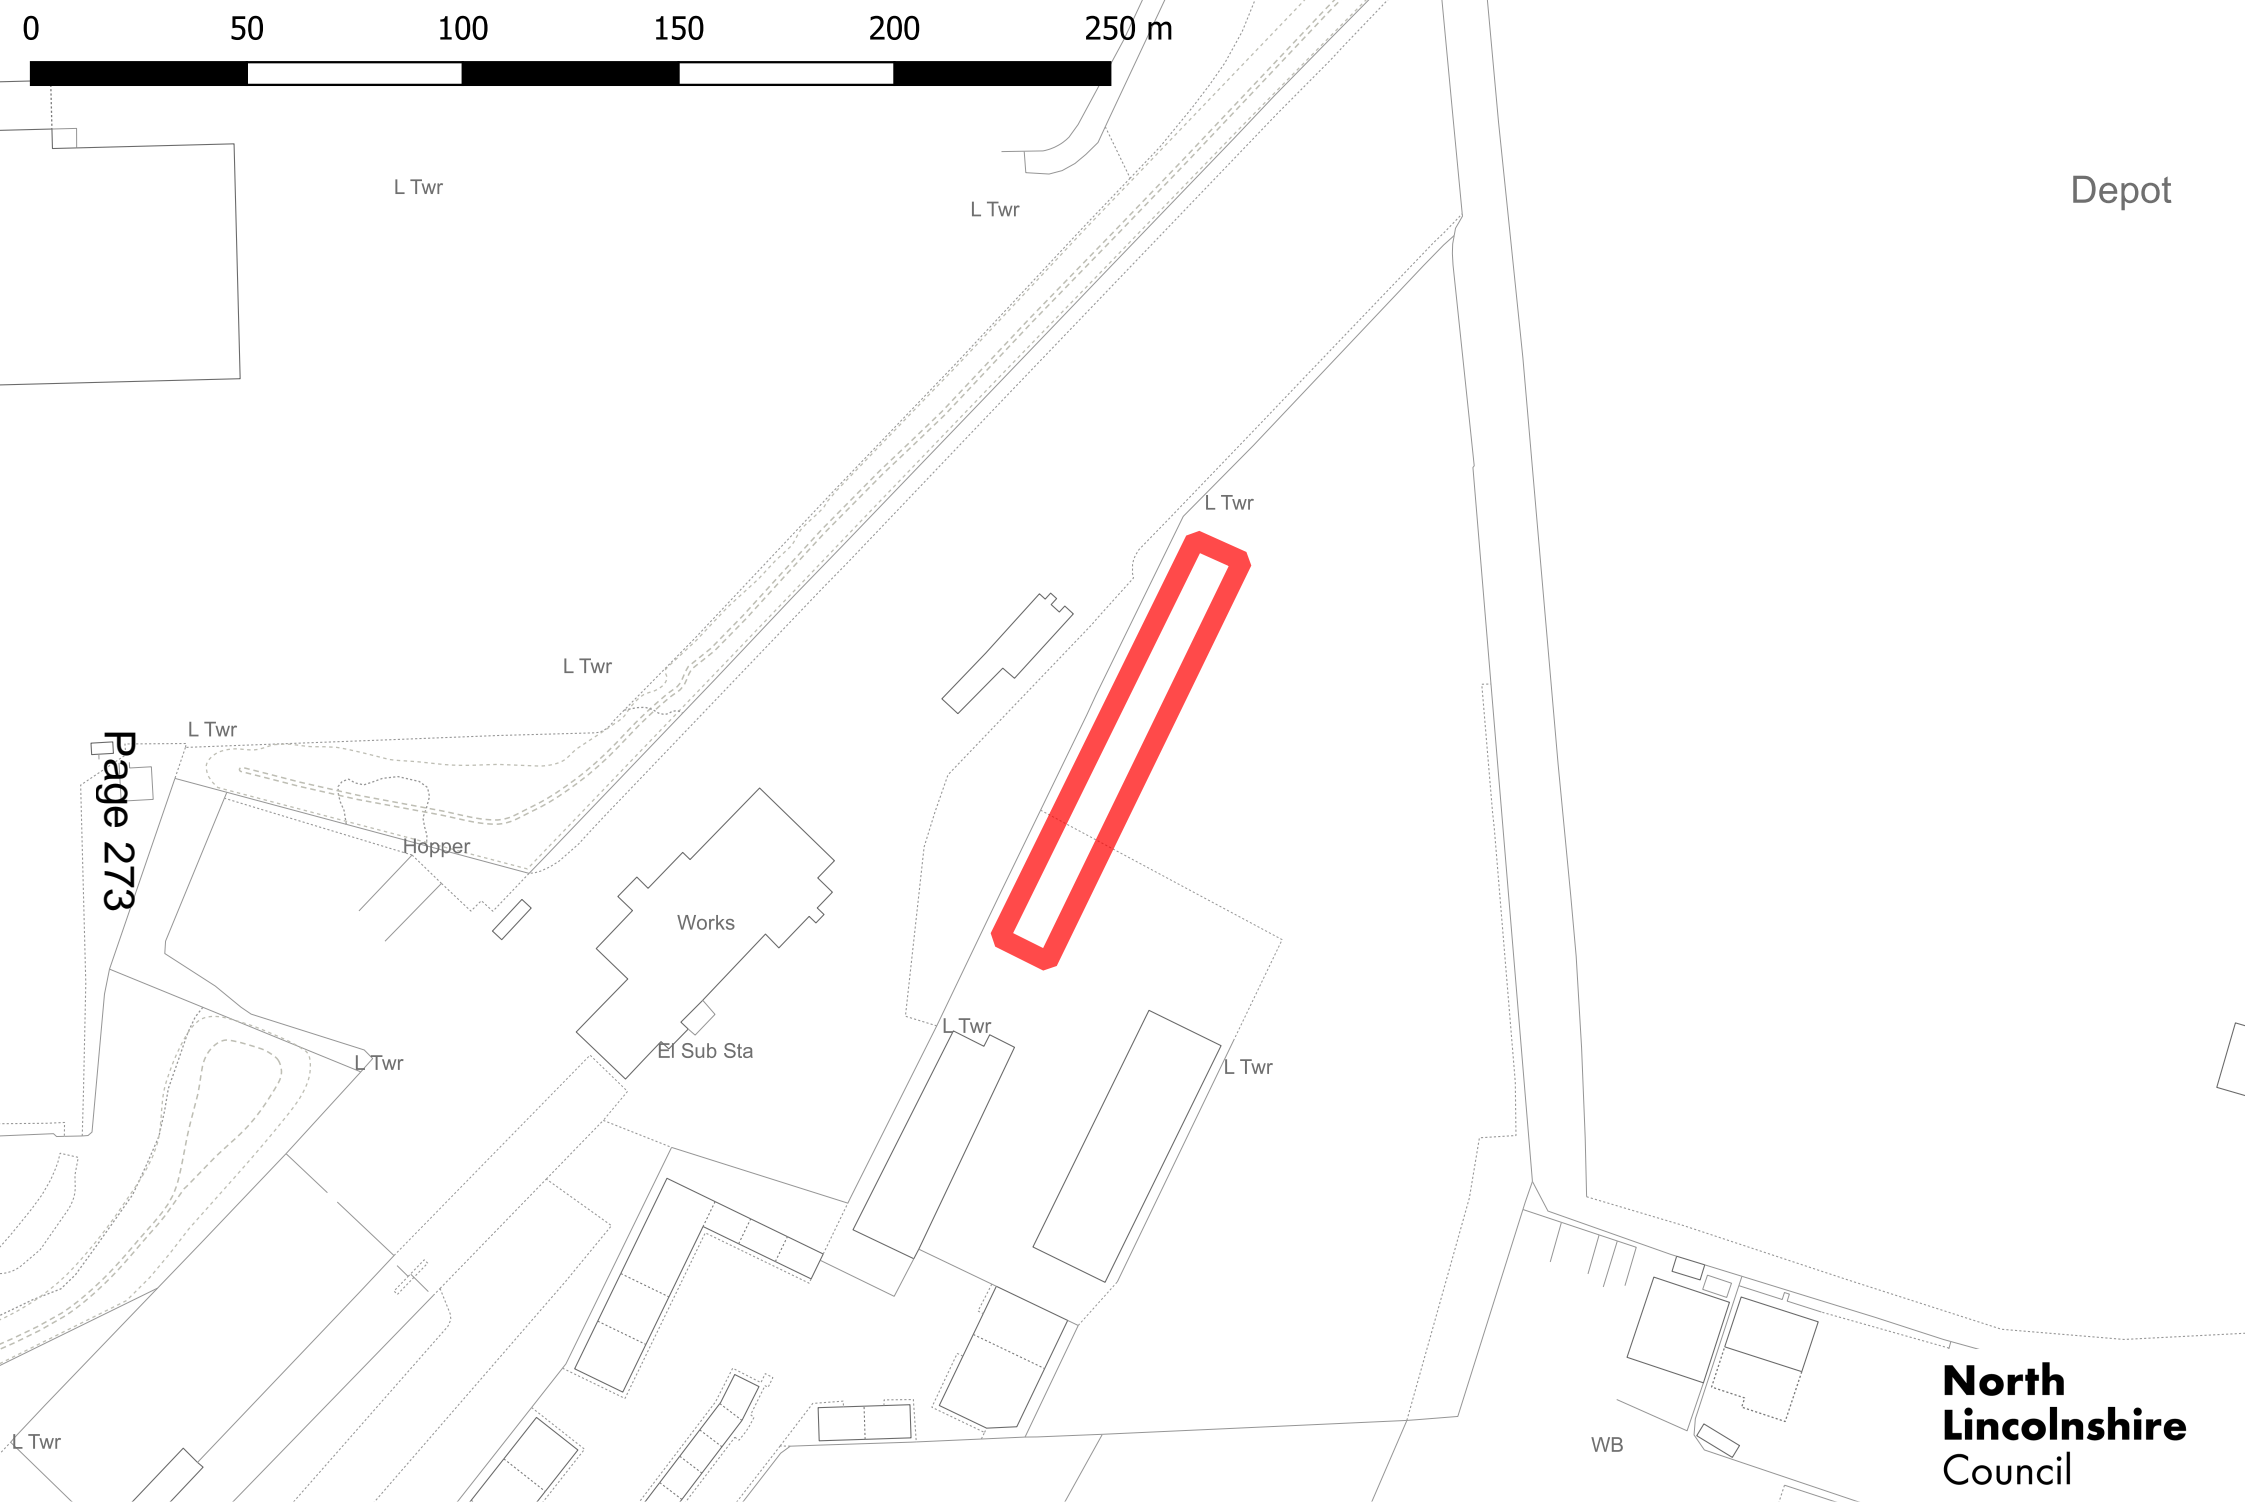 0 50 100 150 200 250 m
L Twr
L Twr
Depot
L Twr
L Twr
L Twr
Page 273
Hopper
Works
L Twr
El Sub Sta
L Twr
L Twr
L Twr
WB
North
Lincolnshire
Council